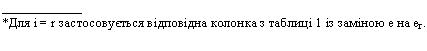 *Для i = r застосовується відповідна колонка з таблиці 1 із заміною e на eᵣ.